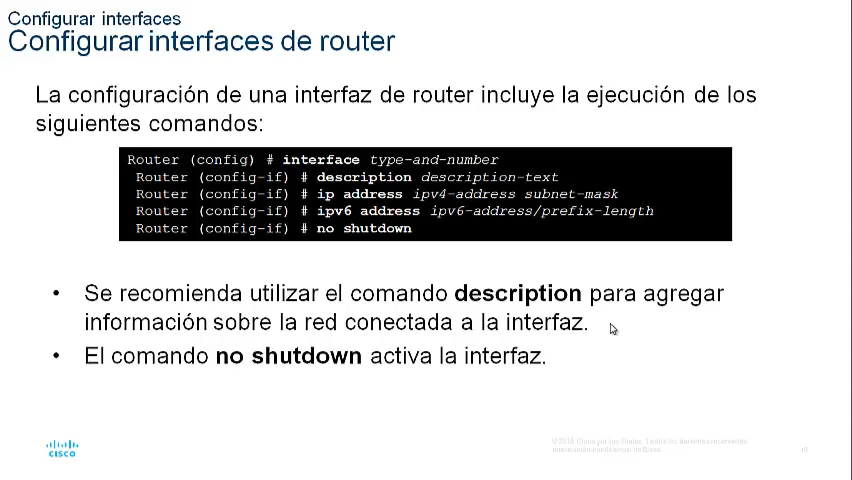 Configurar interfaces
Configurar interfaces de router
La configuración de una interfaz de router incluye la ejecución de los
siguientes comandos:
Router (config) # interface type-and-number
Router (config-if) # description description-text
Router (config-if) # ip address ipv4-address subnet-mask
Router (config-if) # ipv6 address ipv6-address/prefix-length
Router (config-if) # no shutdown
• Se recomienda utilizar el comando description para agregar
información sobre la red conectada a la interfaz.
• El comando no shutdown activa la interfaz.
CISCO